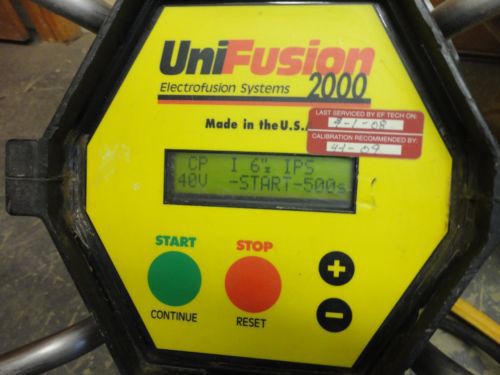 UniFusion
Electrofusion Systems 2000
Made in the U.S.
LAST SERVICED BY EF TECH ON:
CALIBRATION RECOMMENDED BY:
CP I 6" IPS
40V -START-500s
START
STOP
CONTINUE
RESET
+
-